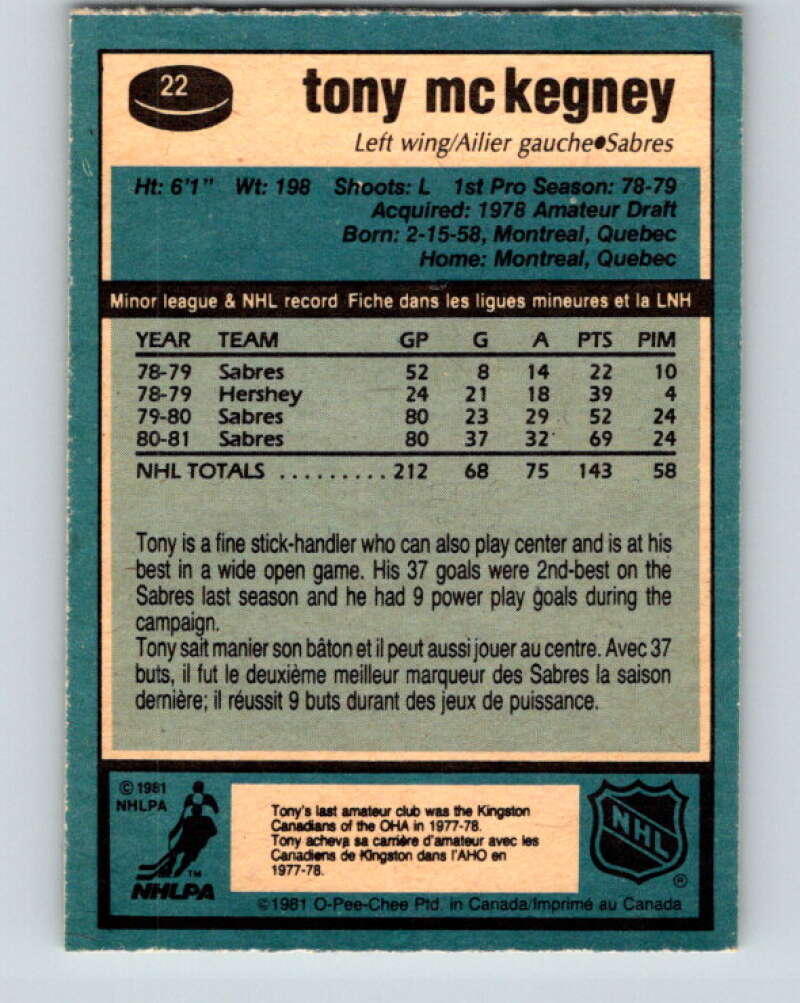 22
tony mc kegney
Left wing/Ailier gauche●Sabres
Ht: 6'1" Wt: 198 Shoots: L 1st Pro Season: 78-79
Acquired: 1978 Amateur Draft
Born: 2-15-58, Montreal, Quebec
Home: Montreal, Quebec
Minor league & NHL record Fiche dans les ligues mineures et la LNH
YEAR TEAM GP G A PTS PIM
78-79 Sabres 52 8 14 22 10
78-79 Hershey 24 21 18 39 4
79-80 Sabres 80 23 29 52 24
80-81 Sabres 80 37 32 69 24
NHL TOTALS .......... 212 68 75 143 58
Tony is a fine stick-handler who can also play center and is at his
best in a wide open game. His 37 goals were 2nd-best on the
Sabres last season and he had 9 power play goals during the
campaign.
Tony sait manier son bâton et il peut aussi jouer au centre. Avec 37
buts, il fut le deuxième meilleur marqueur des Sabres la saison
dernière; il réussit 9 buts durant des jeux de puissance.
© 1981
NHLPA
TM
NHLPA
Tony's last amateur club was the Kingston
Canadians of the OHA in 1977-78.
Tony acheva sa carrière d'amateur avec les
Canadiens de Kingston dans l'AHO en
1977-78.
NHL
®
© 1981 O-Pee-Chee Ptd. in Canada/Imprimé au Canada